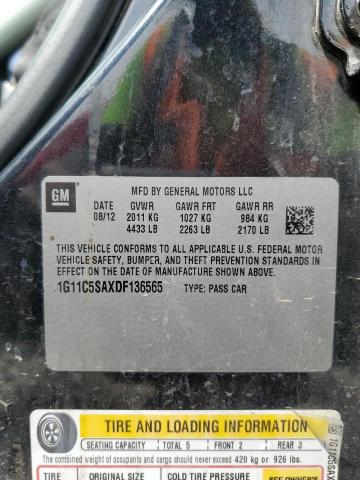 GM
MFD BY GENERAL MOTORS LLC
DATE GVWR GAWR FRT GAWR RR
08/12 2011 KG 1027 KG 984 KG
4433 LB 2263 LB 2170 LB
THIS VEHICLE CONFORMS TO ALL APPLICABLE U.S. FEDERAL MOTOR
VEHICLE SAFETY, BUMPER, AND THEFT PREVENTION STANDARDS
IN EFFECT ON THE DATE OF MANUFACTURE SHOWN ABOVE.
1G11C5SAXDF136565 TYPE: PASS CAR
TIRE AND LOADING INFORMATION
SEATING CAPACITY TOTAL 5 FRONT 2 REAR 3
The combined weight of occupants and cargo should never exceed 420 kg or 926 lbs.
TIRE ORIGINAL SIZE COLD TIRE PRESSURE SEE OWNER'S
1G11C5SAX